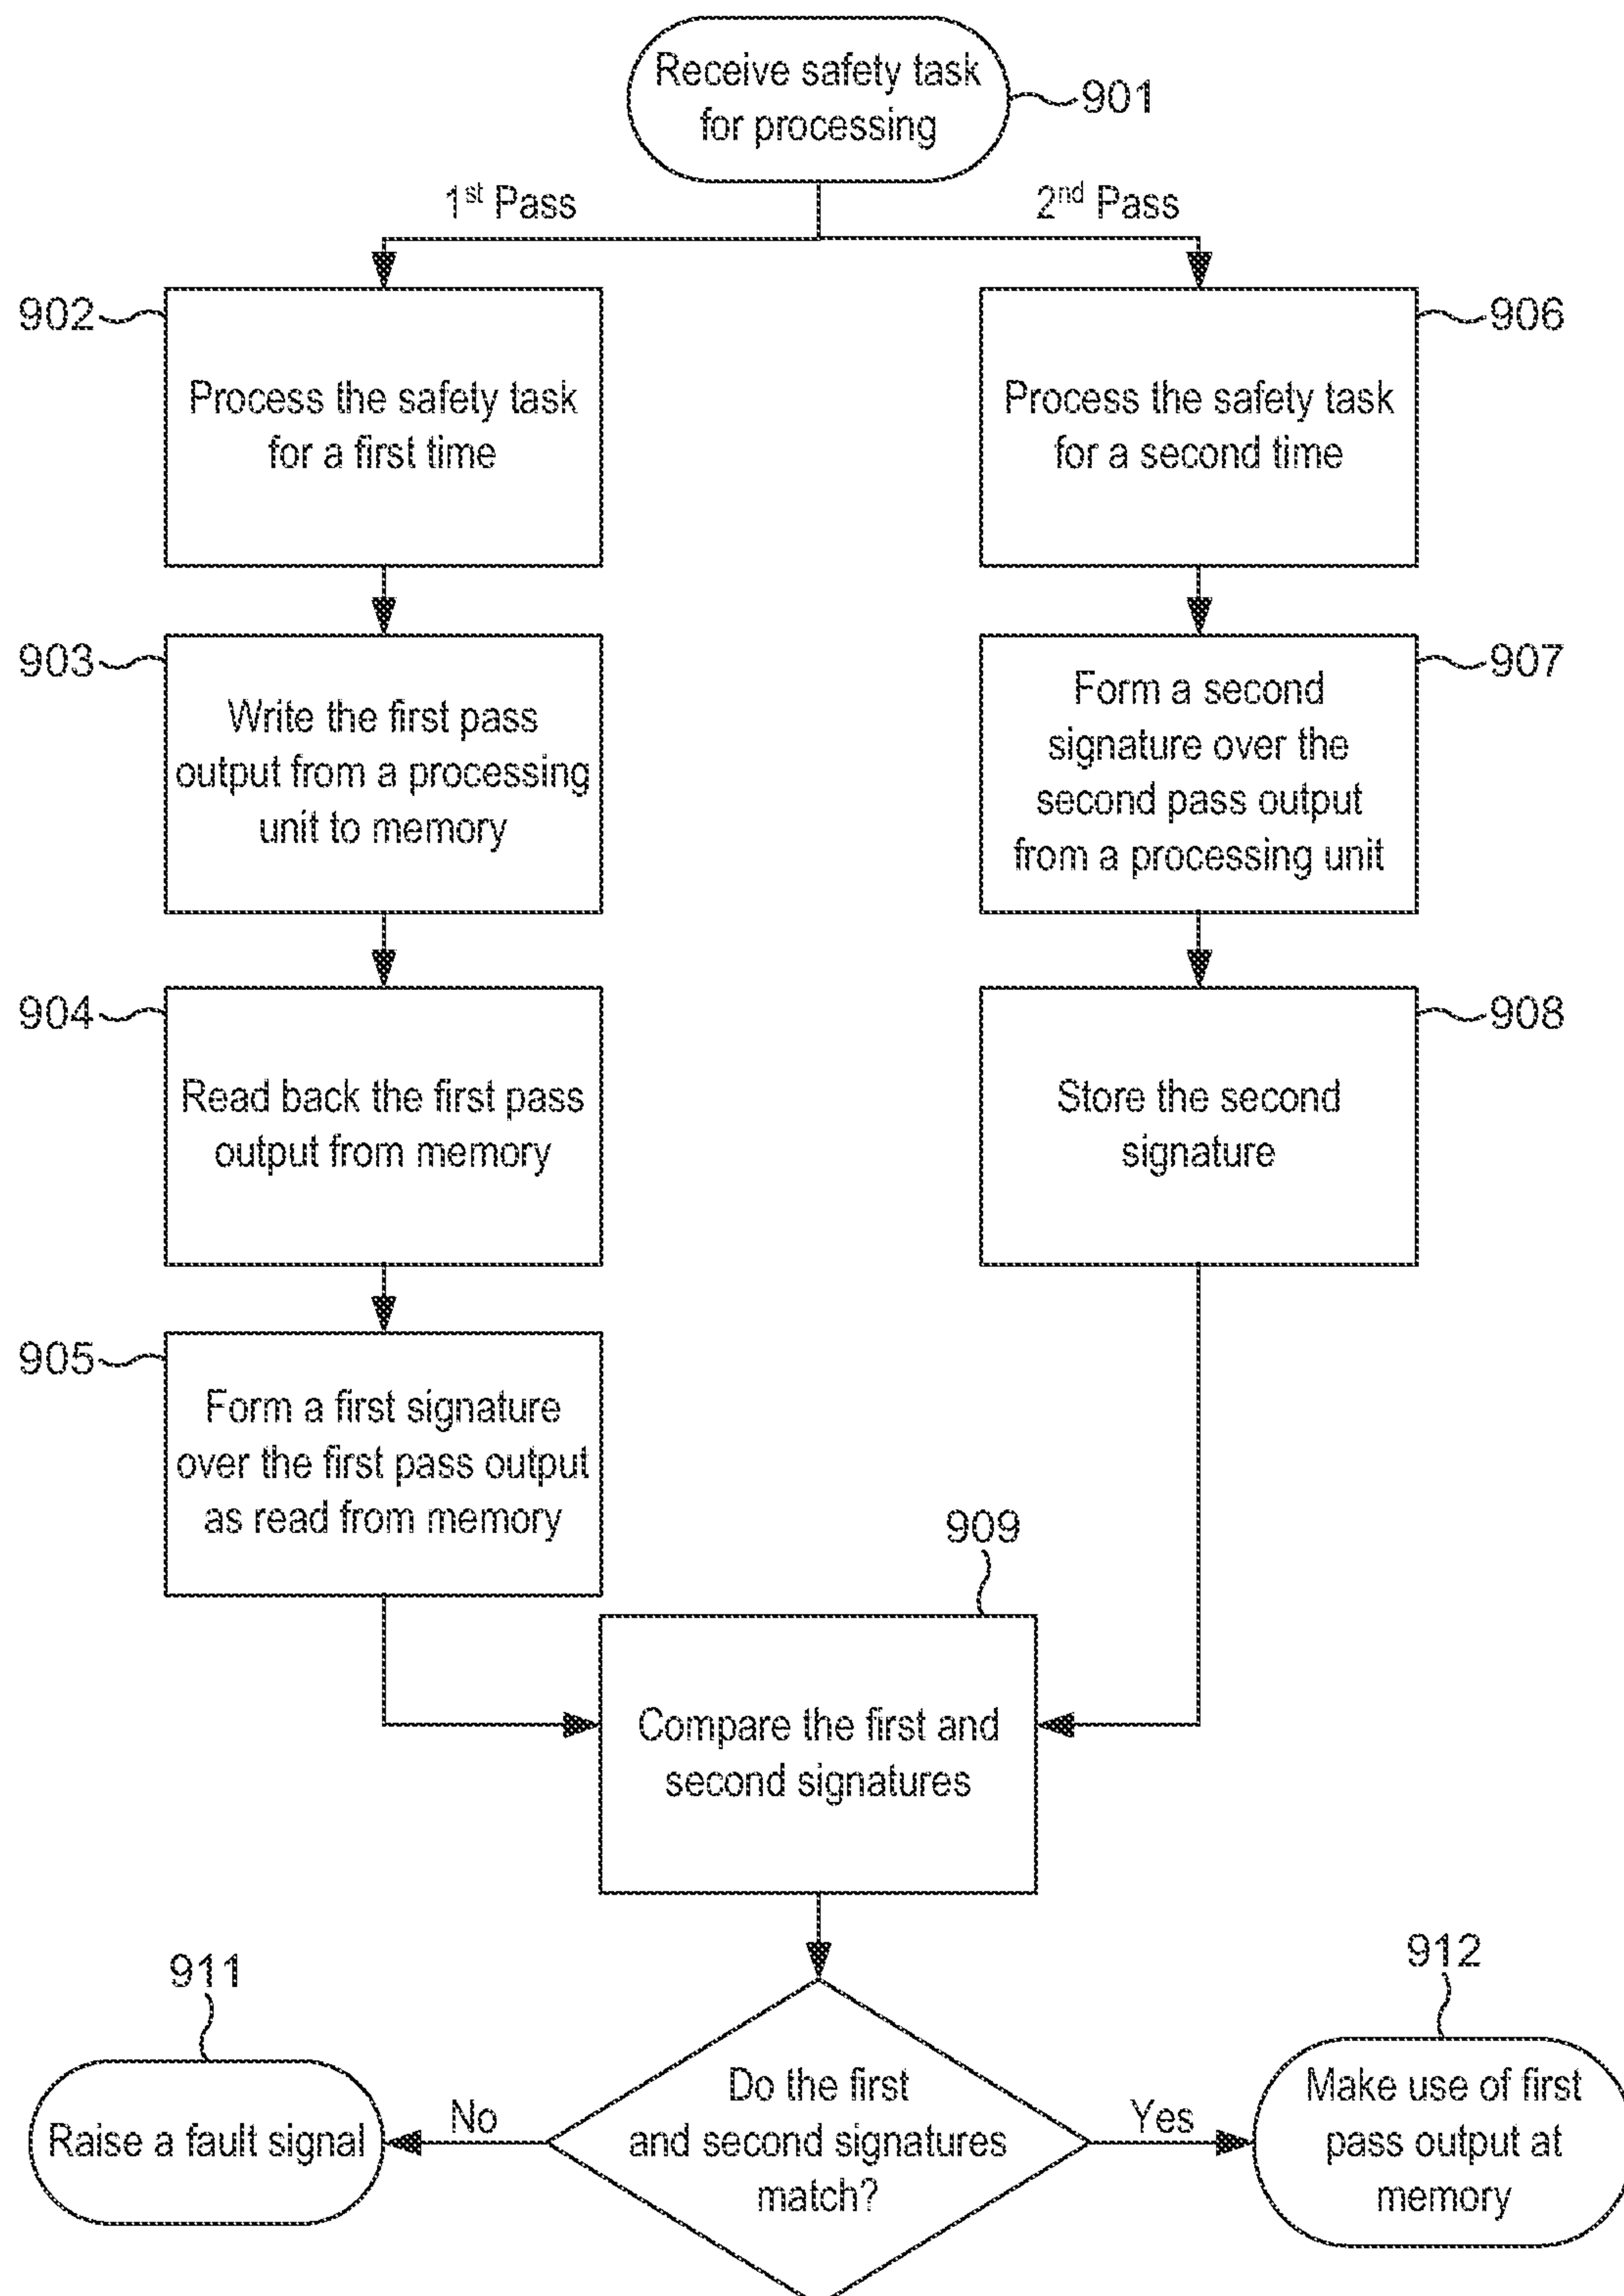 Receive safety task
for processing
901
1st Pass
2nd Pass
902
Process the safety task
for a first time
906
Process the safety task
for a second time
903
Write the first pass
output from a processing
unit to memory
907
Form a second
signature over the
second pass output
from a processing unit
904
Read back the first pass
output from memory
908
Store the second
signature
905
Form a first signature
over the first pass output
as read from memory
909
Compare the first and
second signatures
911
Raise a fault signal
No
Do the first
and second signatures
match?
Yes
912
Make use of first
pass output at
memory